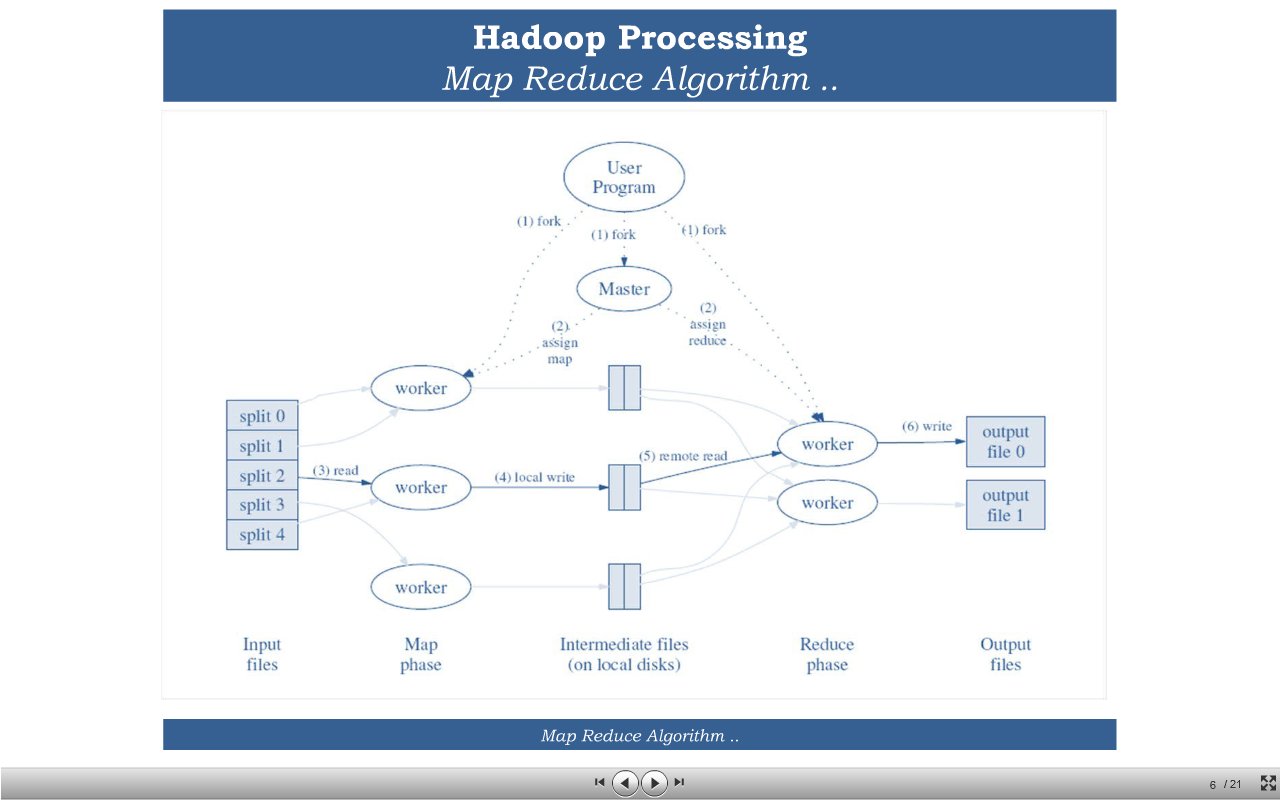 Hadoop Processing
Map Reduce Algorithm ..
User
Program
(1) fork
(1) fork
(1) fork
Master
(2)
assign
map
(2)
assign
reduce
worker
split 0
split 1
split 2
split 3
split 4
(3) read
worker
(4) local write
worker
(5) remote read
worker
(6) write
output
file 0
worker
output
file 1
Input
files
Map
phase
Intermediate files
(on local disks)
Reduce
phase
Output
files
Map Reduce Algorithm ..
6 / 21